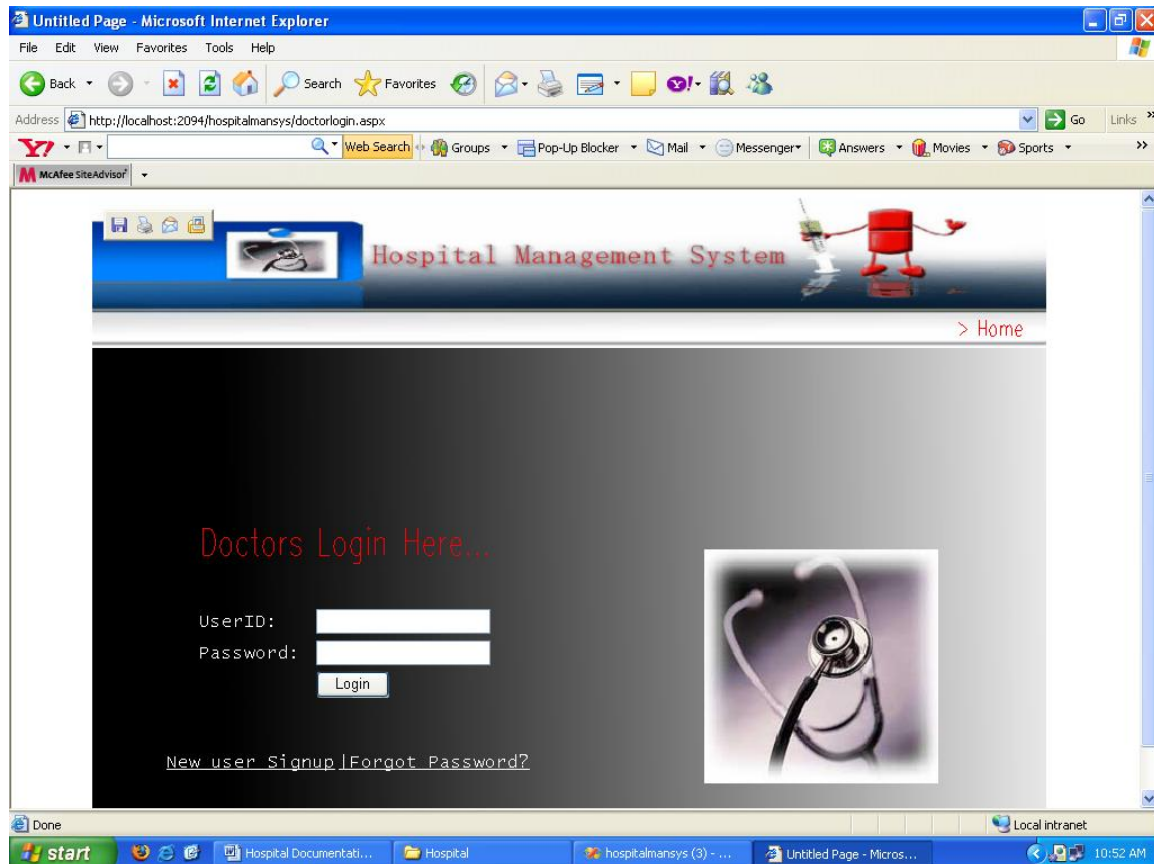 Untitled Page - Microsoft Internet Explorer
File Edit View Favorites Tools Help
Back Search Favorites
Address http://localhost:2094/hospitalmansys/doctorlogin.aspx Go Links »
Y! Web Search Groups Pop-Up Blocker Mail Messenger Answers Movies Sports »
McAfee SiteAdvisor
Hospital Management System
> Home
Doctors Login Here...
UserID:
Password:
Login
New user Signup|Forgot Password?
Done Local intranet
start Hospital Documentati... Hospital hospitalmansys (3) - ... Untitled Page - Micros... 10:52 AM